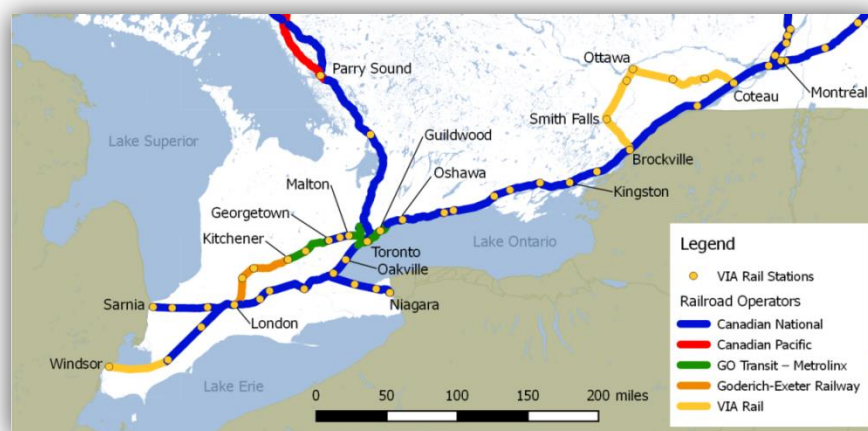 Parry Sound
Ottawa
Montréal
Coteau
Smith Falls
Guildwood
Lake Superior
Brockville
Oshawa
Malton
Kingston
Georgetown
Kitchener
Lake Ontario
Toronto
Oakville
Sarnia
Niagara
London
Windsor
Lake Erie
0 50 100 150 200 miles
Legend
VIA Rail Stations
Railroad Operators
Canadian National
Canadian Pacific
GO Transit – Metrolinx
Goderich-Exeter Railway
VIA Rail